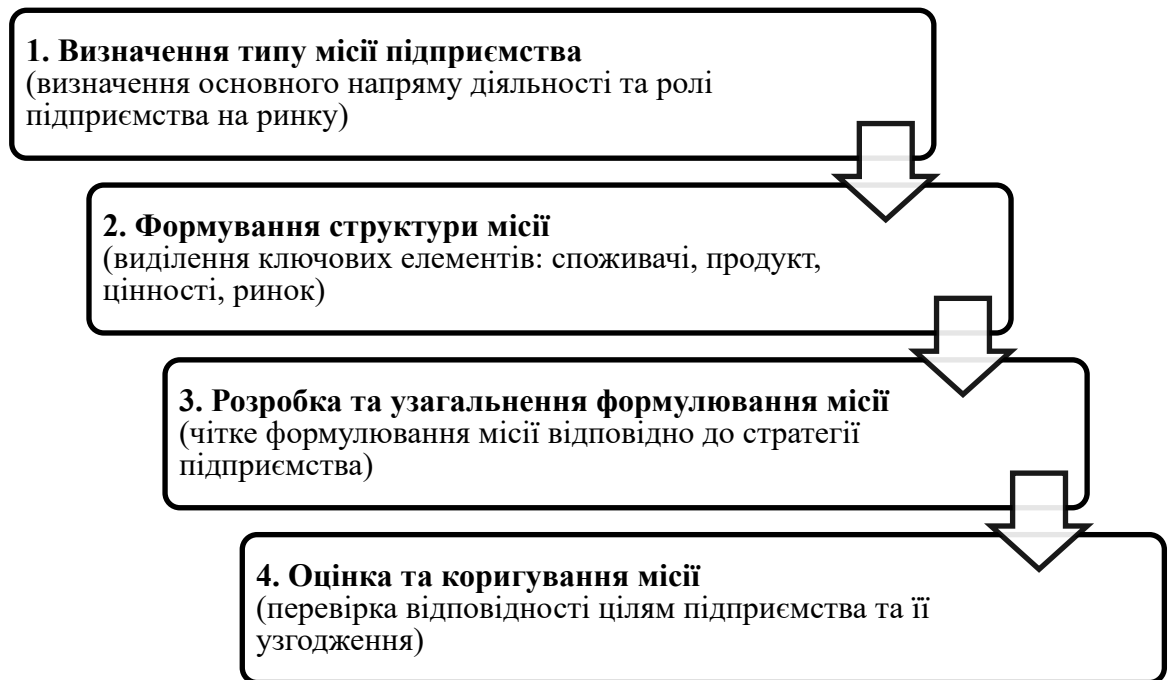 1. Визначення типу місії підприємства
(визначення основного напряму діяльності та ролі
підприємства на ринку)
2. Формування структури місії
(виділення ключових елементів: споживачі, продукт,
цінності, ринок)
3. Розробка та узагальнення формулювання місії
(чітке формулювання місії відповідно до стратегії
підприємства)
4. Оцінка та коригування місії
(перевірка відповідності цілям підприємства та її
узгодження)